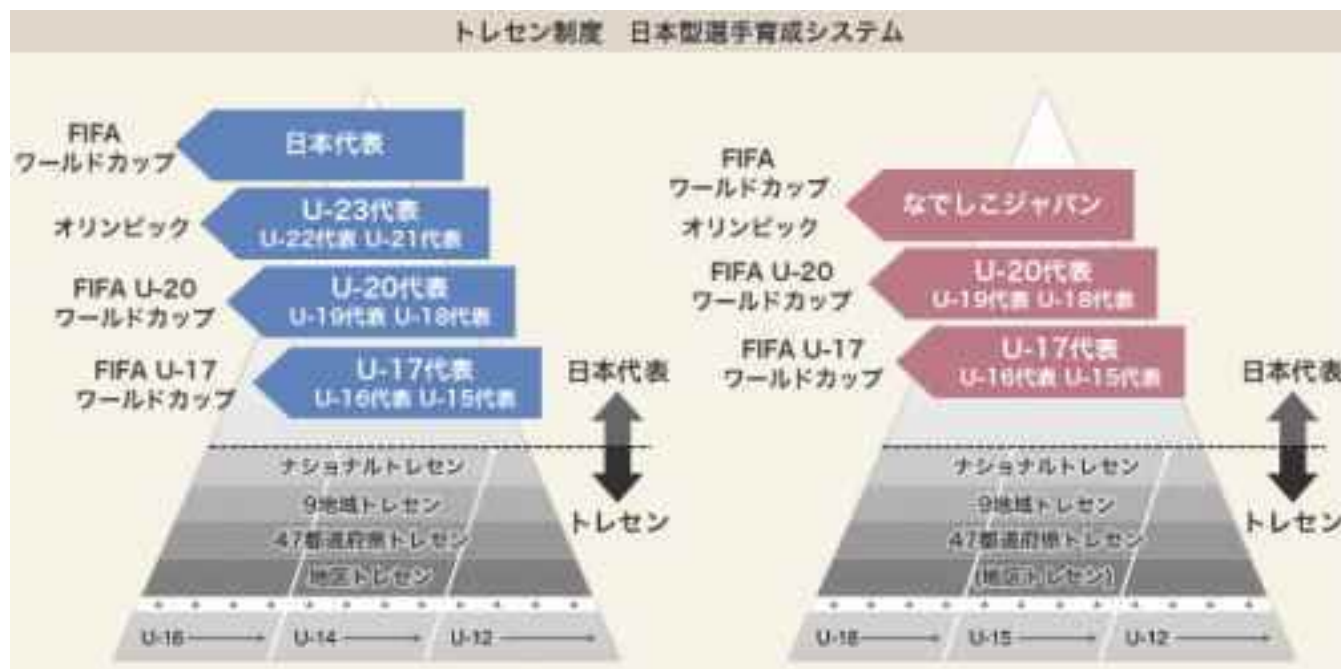 トレセン制度 日本型選手育成システム
FIFA
ワールドカップ
日本代表
オリンピック
U-23代表
U-22代表 U-21代表
FIFA U-20
ワールドカップ
U-20代表
U-19代表 U-18代表
FIFA U-17
ワールドカップ
U-17代表
U-16代表 U-15代表
日本代表
トレセン
ナショナルトレセン
9地域トレセン
47都道府県トレセン
地区トレセン
U-16
U-14
U-12
FIFA
ワールドカップ
オリンピック
なでしこジャパン
FIFA U-20
ワールドカップ
U-20代表
U-19代表 U-18代表
FIFA U-17
ワールドカップ
U-17代表
U-16代表 U-15代表
日本代表
トレセン
ナショナルトレセン
9地域トレセン
47都道府県トレセン
(地区トレセン)
U-18
U-15
U-12